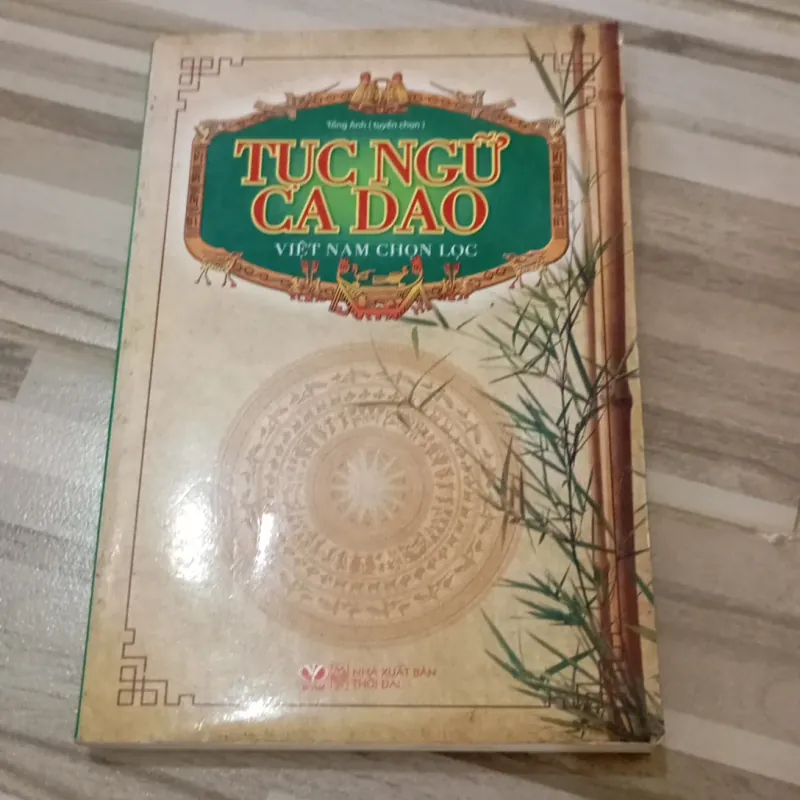 Tống Anh ( tuyển chọn )
TỤC NGỮ
CA DAO
VIỆT NAM CHỌN LỌC
NHÀ XUẤT BẢN
THỜI ĐẠI